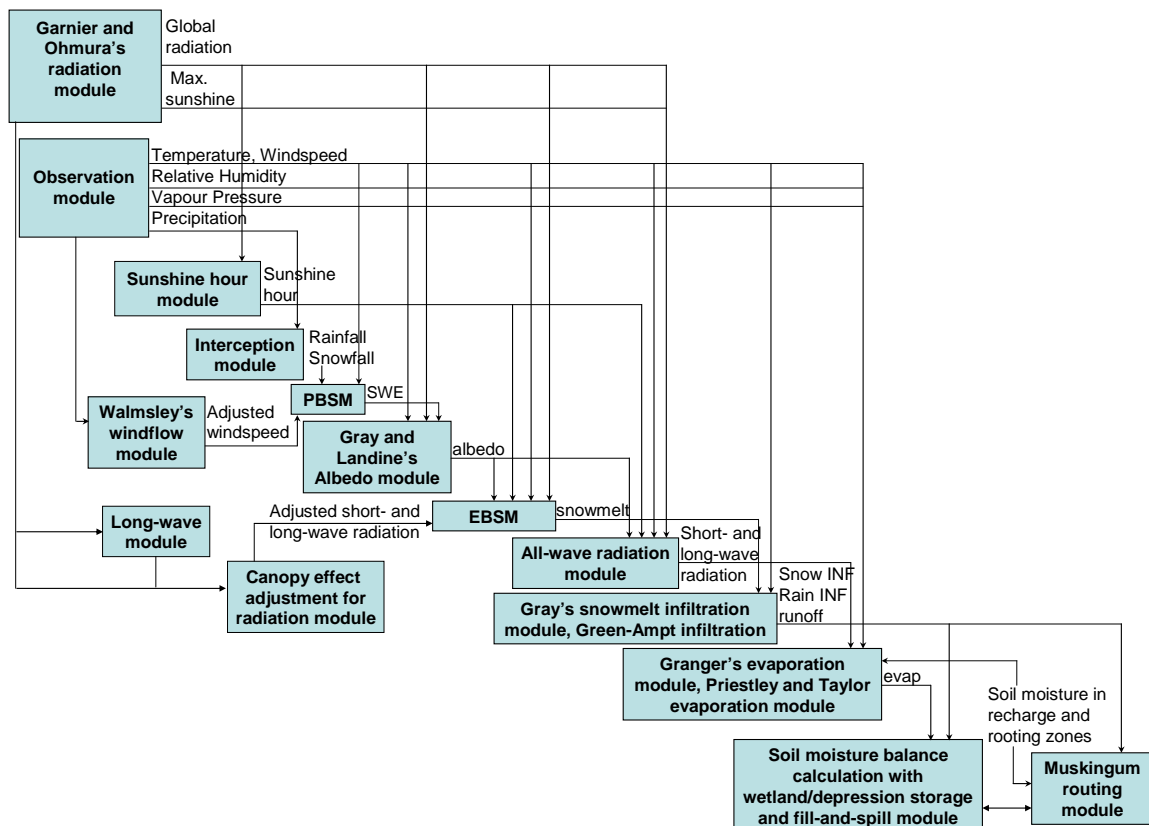 Garnier and
Ohmura's
radiation
module
Global
radiation
Max.
sunshine
Observation
module
Temperature, Windspeed
Relative Humidity
Vapour Pressure
Precipitation
Sunshine hour
module
Sunshine
hour
Interception
module
Rainfall
Snowfall
PBSM
SWE
Walmsley's
windflow
module
Adjusted
windspeed
Gray and
Landine's
Albedo module
albedo
EBSM
snowmelt
Adjusted short- and
long-wave radiation
Long-wave
module
Canopy effect
adjustment for
radiation module
All-wave radiation
module
Short- and
long-wave
radiation
Gray's snowmelt infiltration
module, Green-Ampt infiltration
Snow INF
Rain INF
runoff
Granger's evaporation
module, Priestley and Taylor
evaporation module
evap
Soil moisture in
recharge and
rooting zones
Soil moisture balance
calculation with
wetland/depression storage
and fill-and-spill module
Muskingum
routing
module